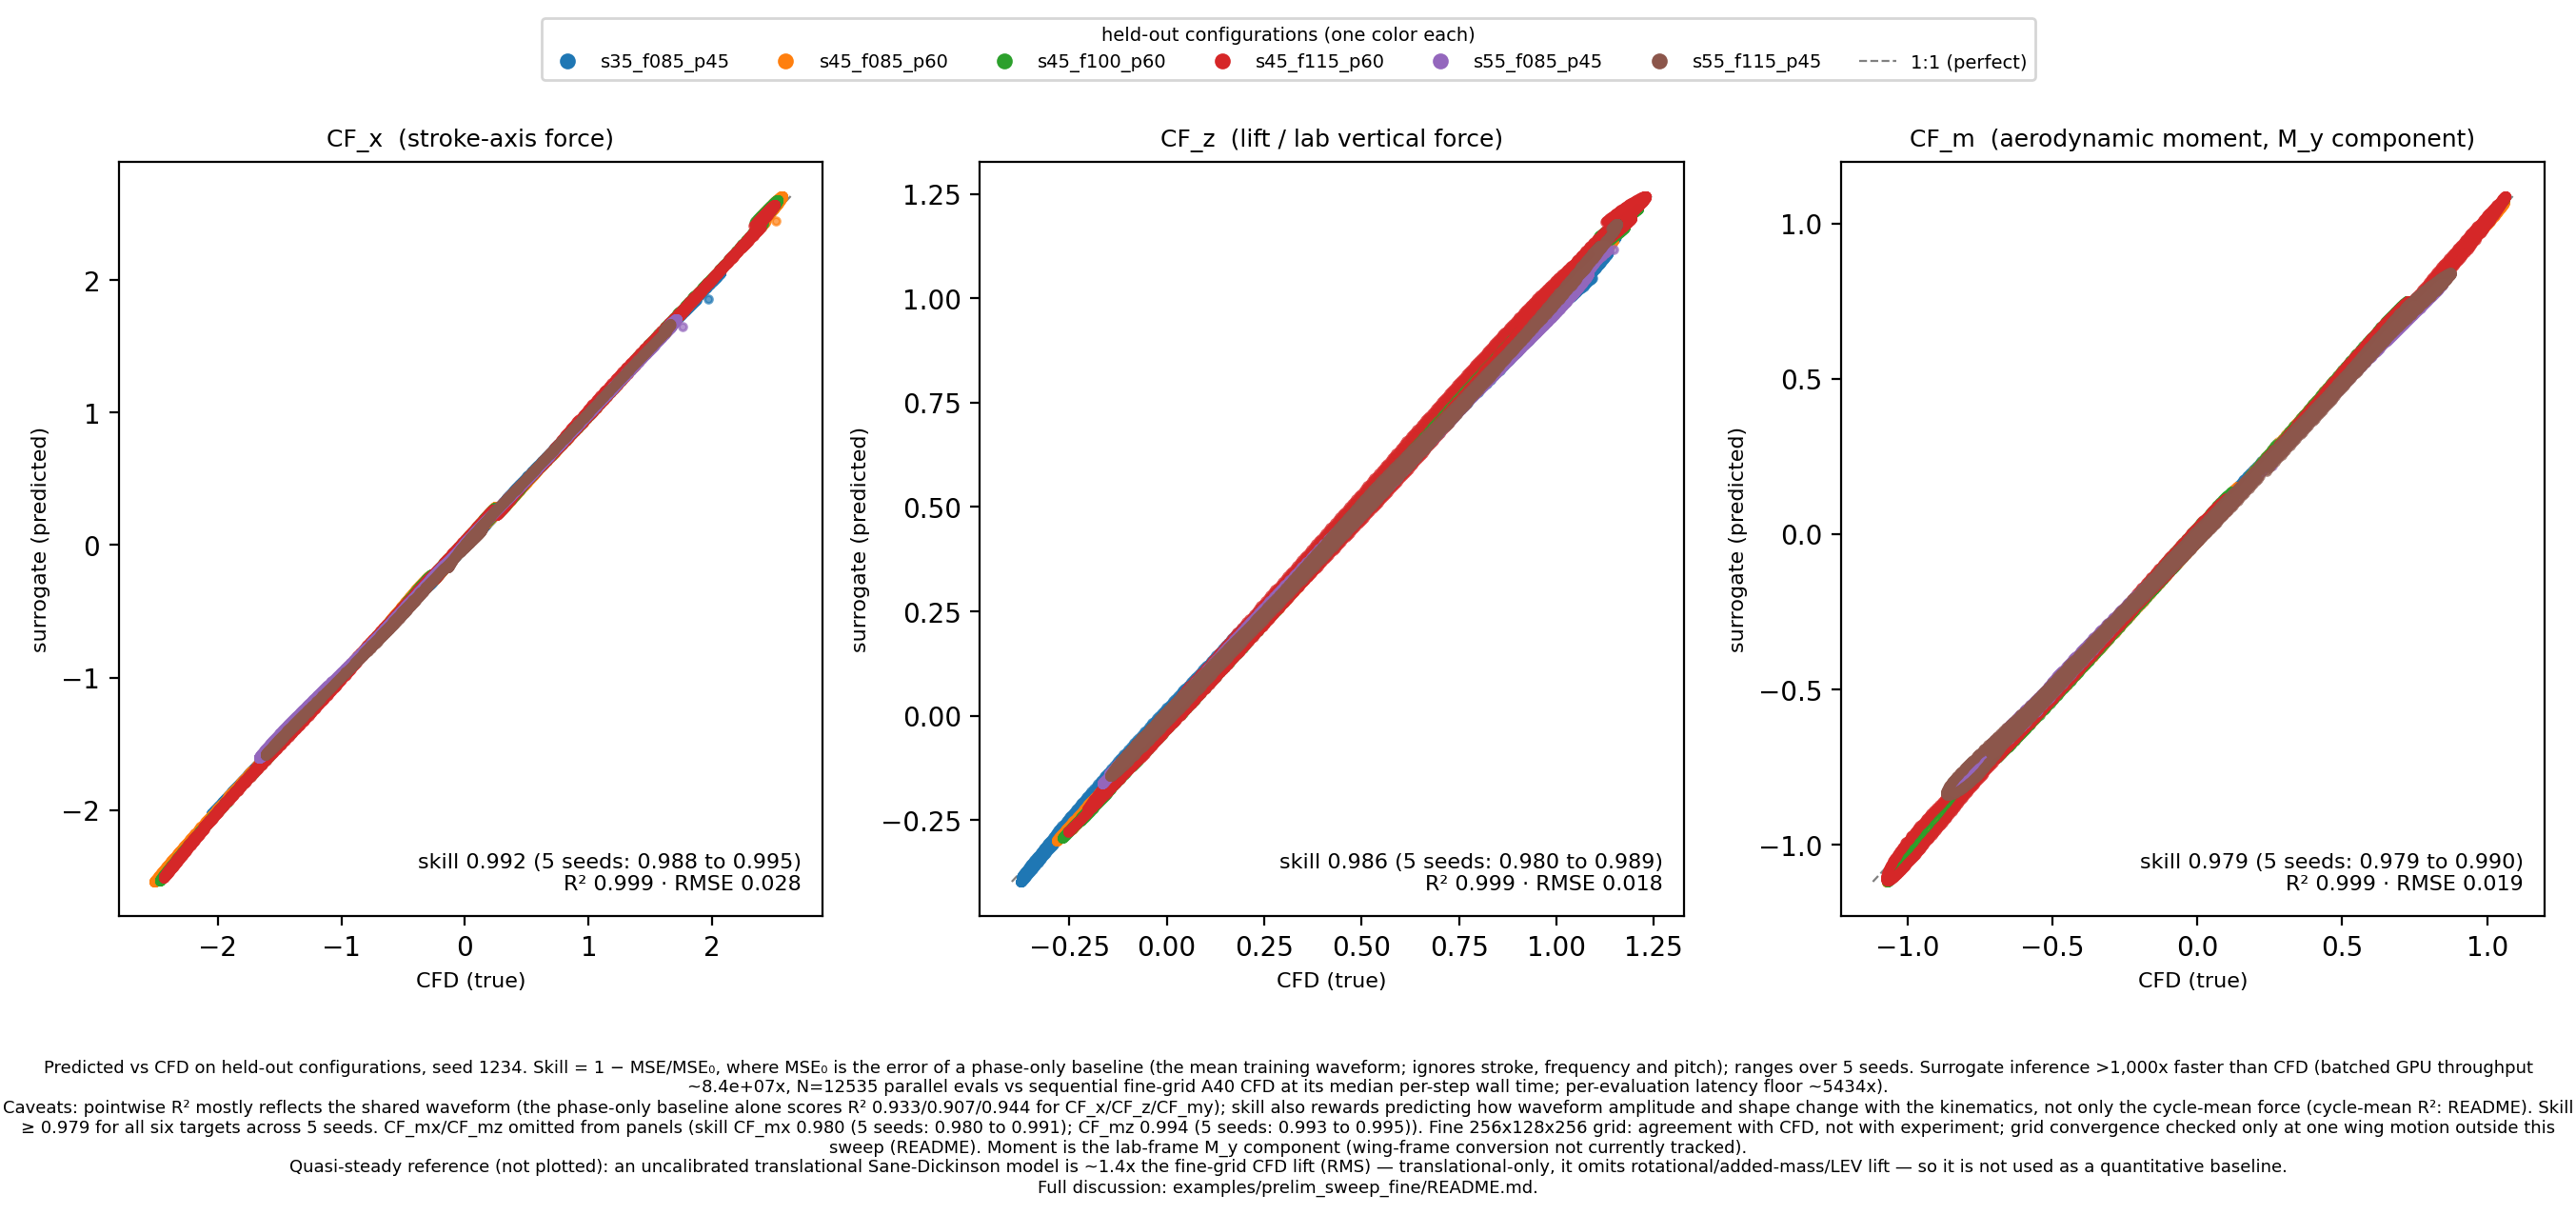 held-out configurations (one color each)
s35_f085_p45 s45_f085_p60 s45_f100_p60 s45_f115_p60 s55_f085_p45 s55_f115_p45 1:1 (perfect)
CF_x (stroke-axis force)
surrogate (predicted)
2
1
0
−1
−2
skill 0.992 (5 seeds: 0.988 to 0.995)
R² 0.999 · RMSE 0.028
−2 −1 0 1 2
CFD (true)
CF_z (lift / lab vertical force)
surrogate (predicted)
1.25
1.00
0.75
0.50
0.25
0.00
−0.25
skill 0.986 (5 seeds: 0.980 to 0.989)
R² 0.999 · RMSE 0.018
−0.25 0.00 0.25 0.50 0.75 1.00 1.25
CFD (true)
CF_m (aerodynamic moment, M_y component)
surrogate (predicted)
1.0
0.5
0.0
−0.5
−1.0
skill 0.979 (5 seeds: 0.979 to 0.990)
R² 0.999 · RMSE 0.019
−1.0 −0.5 0.0 0.5 1.0
CFD (true)
Predicted vs CFD on held-out configurations, seed 1234. Skill = 1 − MSE/MSE₀, where MSE₀ is the error of a phase-only baseline (the mean training waveform; ignores stroke, frequency and pitch); ranges over 5 seeds. Surrogate inference >1,000x faster than CFD (batched GPU throughput
~8.4e+07x, N=12535 parallel evals vs sequential fine-grid A40 CFD at its median per-step wall time; per-evaluation latency floor ~5434x).
Caveats: pointwise R² mostly reflects the shared waveform (the phase-only baseline alone scores R² 0.933/0.907/0.944 for CF_x/CF_z/CF_my); skill also rewards predicting how waveform amplitude and shape change with the kinematics, not only the cycle-mean force (cycle-mean R²: README). Skill
≥ 0.979 for all six targets across 5 seeds. CF_mx/CF_mz omitted from panels (skill CF_mx 0.980 (5 seeds: 0.980 to 0.991); CF_mz 0.994 (5 seeds: 0.993 to 0.995)). Fine 256x128x256 grid: agreement with CFD, not with experiment; grid convergence checked only at one wing motion outside this
sweep (README). Moment is the lab-frame M_y component (wing-frame conversion not currently tracked).
Quasi-steady reference (not plotted): an uncalibrated translational Sane-Dickinson model is ~1.4x the fine-grid CFD lift (RMS) — translational-only, it omits rotational/added-mass/LEV lift — so it is not used as a quantitative baseline.
Full discussion: examples/prelim_sweep_fine/README.md.